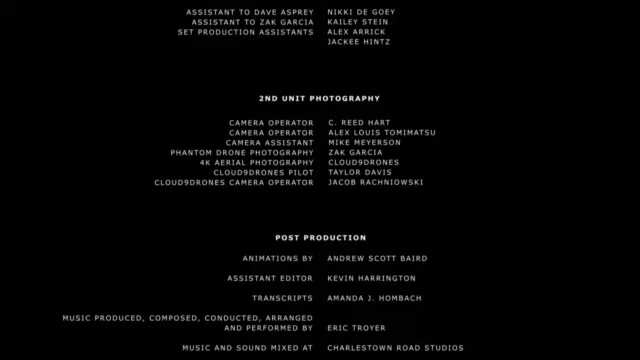 ASSISTANT TO DAVE ASPREY NIKKI DE GOEY
ASSISTANT TO ZAK GARCIA KAILEY STEIN
SET PRODUCTION ASSISTANTS ALEX ARRICK
JACKEE HINTZ
2ND UNIT PHOTOGRAPHY
CAMERA OPERATOR C. REED HART
CAMERA OPERATOR ALEX LOUIS TOMIMATSU
CAMERA ASSISTANT MIKE MEYERSON
PHANTOM DRONE PHOTOGRAPHY ZAK GARCIA
4K AERIAL PHOTOGRAPHY CLOUD9DRONES
CLOUD9DRONES PILOT TAYLOR DAVIS
CLOUD9DRONES CAMERA OPERATOR JACOB RACHNIOWSKI
POST PRODUCTION
ANIMATIONS BY ANDREW SCOTT BAIRD
ASSISTANT EDITOR KEVIN HARRINGTON
TRANSCRIPTS AMANDA J. HOMBACH
MUSIC PRODUCED, COMPOSED, CONDUCTED, ARRANGED
AND PERFORMED BY ERIC TROYER
MUSIC AND SOUND MIXED AT CHARLESTOWN ROAD STUDIOS